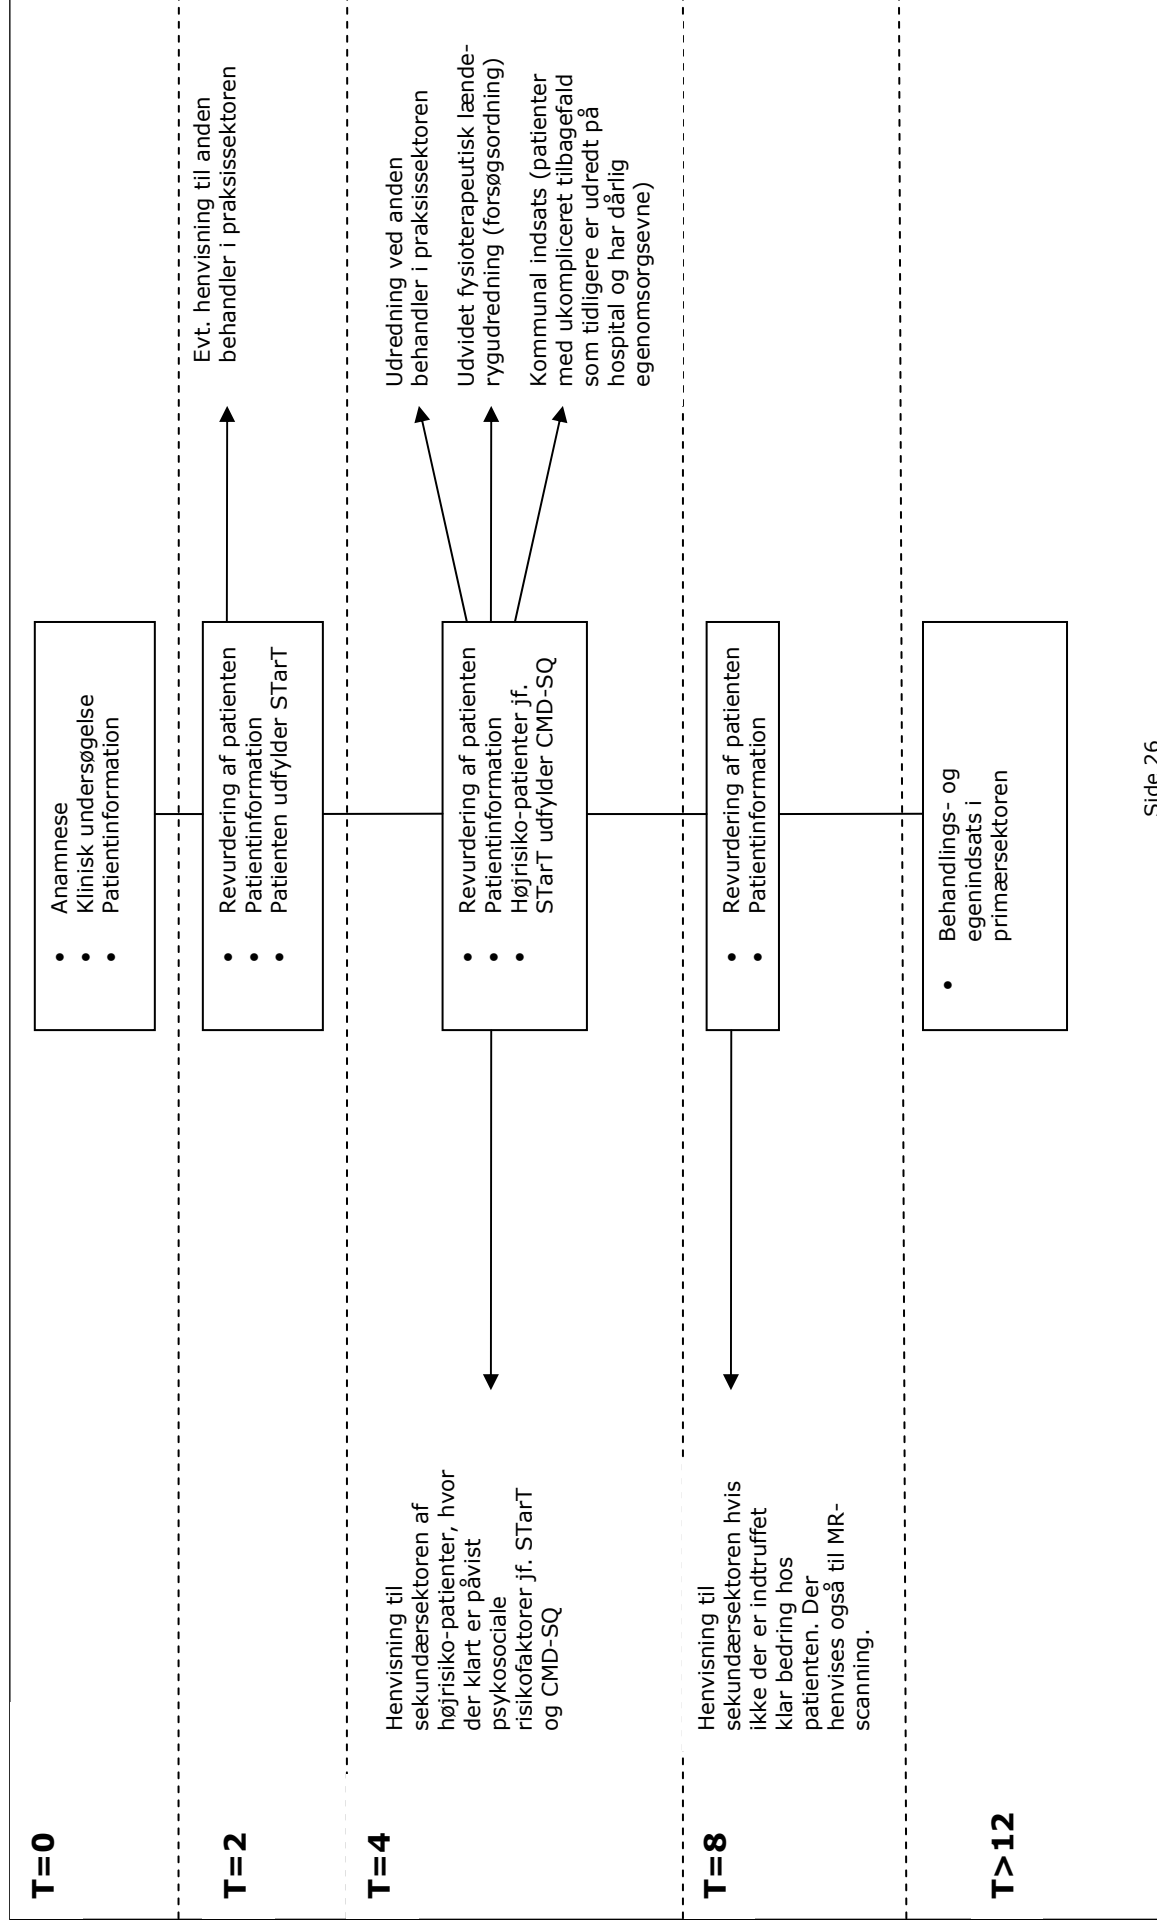 T=0
• Anamnese
• Klinisk undersøgelse
• Patientinformation
T=2
• Revurdering af patienten
• Patientinformation
• Patienten udfylder STarT
Evt. henvisning til anden
behandler i praksissektoren
T=4
Henvisning til
sekundærsektoren af
højrisiko-patienter, hvor
der klart er påvist
psykosociale
risikofaktorer jf. STarT
og CMD-SQ
• Revurdering af patienten
• Patientinformation
• Højrisiko-patienter jf.
STarT udfylder CMD-SQ
Udredning ved anden
behandler i praksissektoren
Udvidet fysioterapeutisk lænde-
rygudredning (forsøgsordning)
Kommunal indsats (patienter
med ukompliceret tilbagefald
som tidligere er udredt på
hospital og har dårlig
egenomsorgsevne)
T=8
Henvisning til
sekundærsektoren hvis
ikke der er indtruffet
klar bedring hos
patienten. Der
henvises også til MR-
scanning.
• Revurdering af patienten
• Patientinformation
T>12
• Behandlings- og
egenindsats i
primærsektoren
Side 26